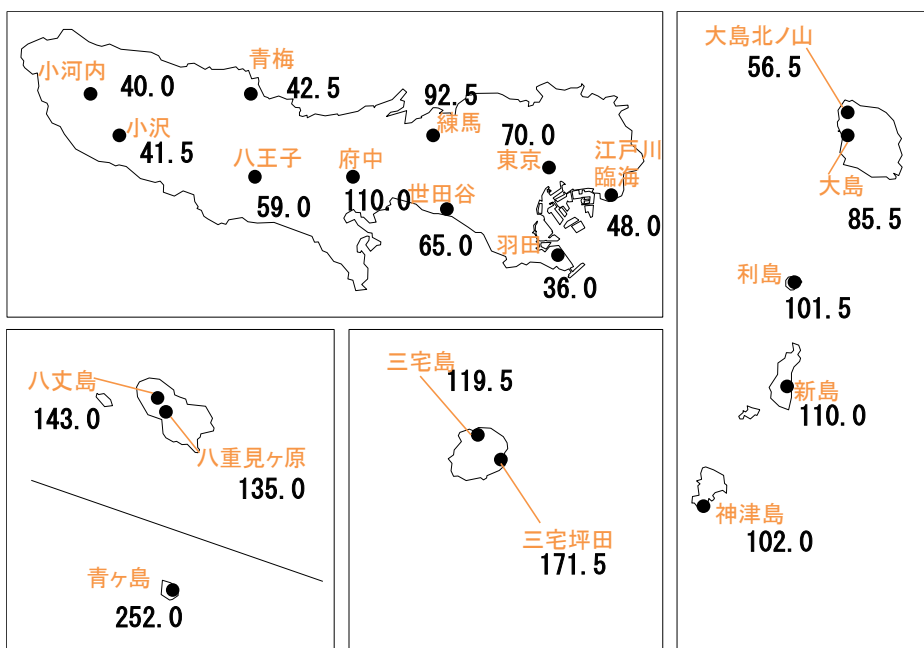 小河内
40.0
青梅
42.5
92.5
練馬
小沢
41.5
八王子
59.0
府中
110.0
世田谷
65.0
70.0
東京
江戸川
臨海
48.0
羽田
36.0
大島北ノ山
56.5
大島
85.5
利島
101.5
新島
110.0
神津島
102.0
八丈島
143.0
八重見ヶ原
135.0
青ヶ島
252.0
三宅島
119.5
三宅坪田
171.5